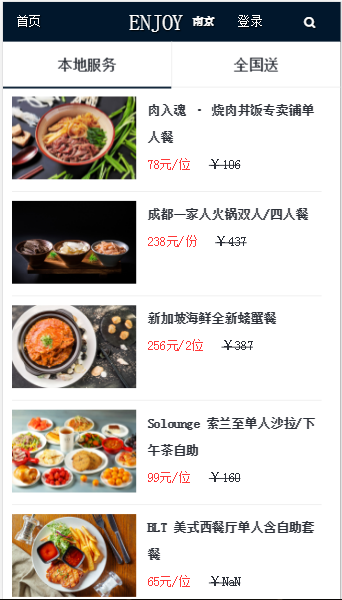 首页 ENJOY 南京 登录
本地服务 全国送
肉入魂 · 烧肉丼饭专卖铺单
人餐
78元/位 ￥106
成都一家人火锅双人/四人餐
238元/份 ￥437
新加坡海鲜全新螃蟹餐
256元/2位 ￥387
Solounge 索兰至单人沙拉/下
午茶自助
99元/位 ￥160
HLT 美式西餐厅单人含自助套
餐
65元/位 ￥NaN